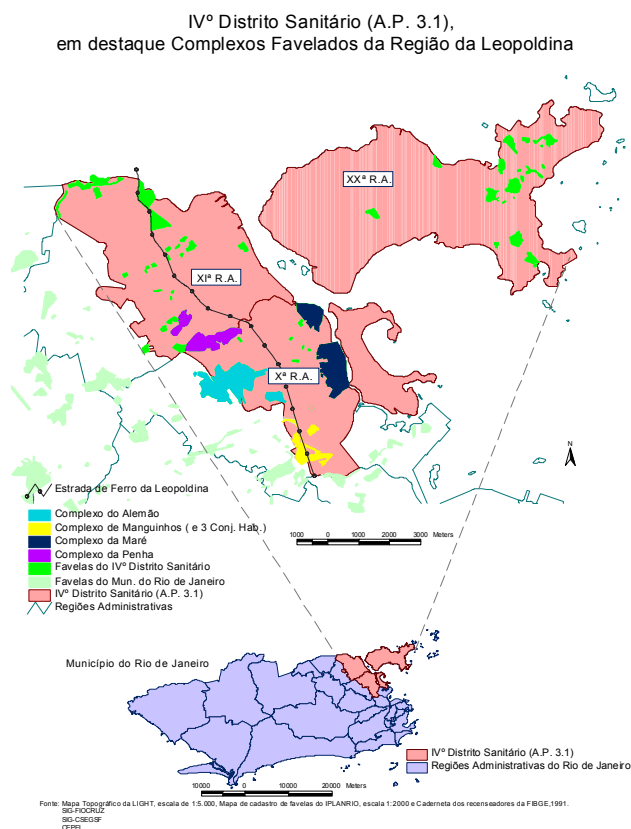 IVº Distrito Sanitário (A.P. 3.1),
em destaque Complexos Favelados da Região da Leopoldina
XXª R.A.
XIª R.A.
Xª R.A.
N
Estrada de Ferro da Leopoldina
Complexo do Alemão
Complexo de Manguinhos ( e 3 Conj. Hab.)
Complexo da Maré
Complexo da Penha
Favelas do IVº Distrito Sanitário
Favelas do Mun. do Rio de Janeiro
IVº Distrito Sanitário (A.P. 3.1)
Regiões Administrativas
1000 0 1000 2000 3000 Meters
Município do Rio de Janeiro
IVº Distrito Sanitário (A.P. 3.1)
Regiões Administrativas do Rio de Janeiro
10000 0 10000 20000 Meters
Fonte: Mapa Topográfico da LIGHT, escala de 1:5.000, Mapa de cadastro de favelas do IPLANRIO, escala 1:2000 e Caderneta dos recenseadores da FIBGE,1991.
SIG-FIOCRUZ
SIG-CSEGSF
CEPEL